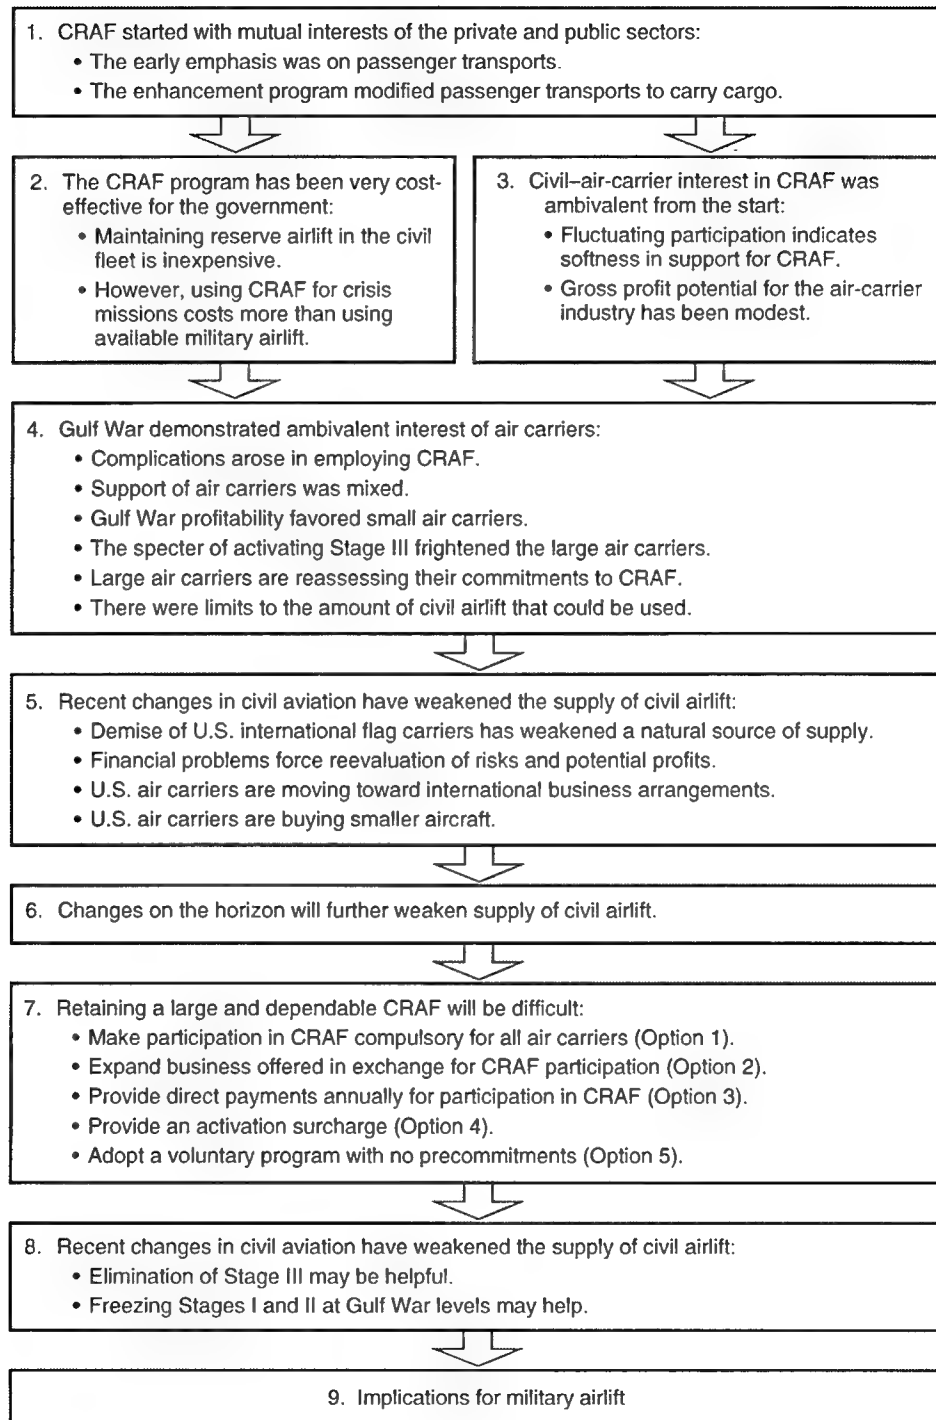 1. CRAF started with mutual interests of the private and public sectors:
• The early emphasis was on passenger transports.
• The enhancement program modified passenger transports to carry cargo.
2. The CRAF program has been very cost-
effective for the government:
• Maintaining reserve airlift in the civil
fleet is inexpensive.
• However, using CRAF for crisis
missions costs more than using
available military airlift.
3. Civil–air-carrier interest in CRAF was
ambivalent from the start:
• Fluctuating participation indicates
softness in support for CRAF.
• Gross profit potential for the air-carrier
industry has been modest.
4. Gulf War demonstrated ambivalent interest of air carriers:
• Complications arose in employing CRAF.
• Support of air carriers was mixed.
• Gulf War profitability favored small air carriers.
• The specter of activating Stage III frightened the large air carriers.
• Large air carriers are reassessing their commitments to CRAF.
• There were limits to the amount of civil airlift that could be used.
5. Recent changes in civil aviation have weakened the supply of civil airlift:
• Demise of U.S. international flag carriers has weakened a natural source of supply.
• Financial problems force reevaluation of risks and potential profits.
• U.S. air carriers are moving toward international business arrangements.
• U.S. air carriers are buying smaller aircraft.
6. Changes on the horizon will further weaken supply of civil airlift.
7. Retaining a large and dependable CRAF will be difficult:
• Make participation in CRAF compulsory for all air carriers (Option 1).
• Expand business offered in exchange for CRAF participation (Option 2).
• Provide direct payments annually for participation in CRAF (Option 3).
• Provide an activation surcharge (Option 4).
• Adopt a voluntary program with no precommitments (Option 5).
8. Recent changes in civil aviation have weakened the supply of civil airlift:
• Elimination of Stage III may be helpful.
• Freezing Stages I and II at Gulf War levels may help.
9. Implications for military airlift